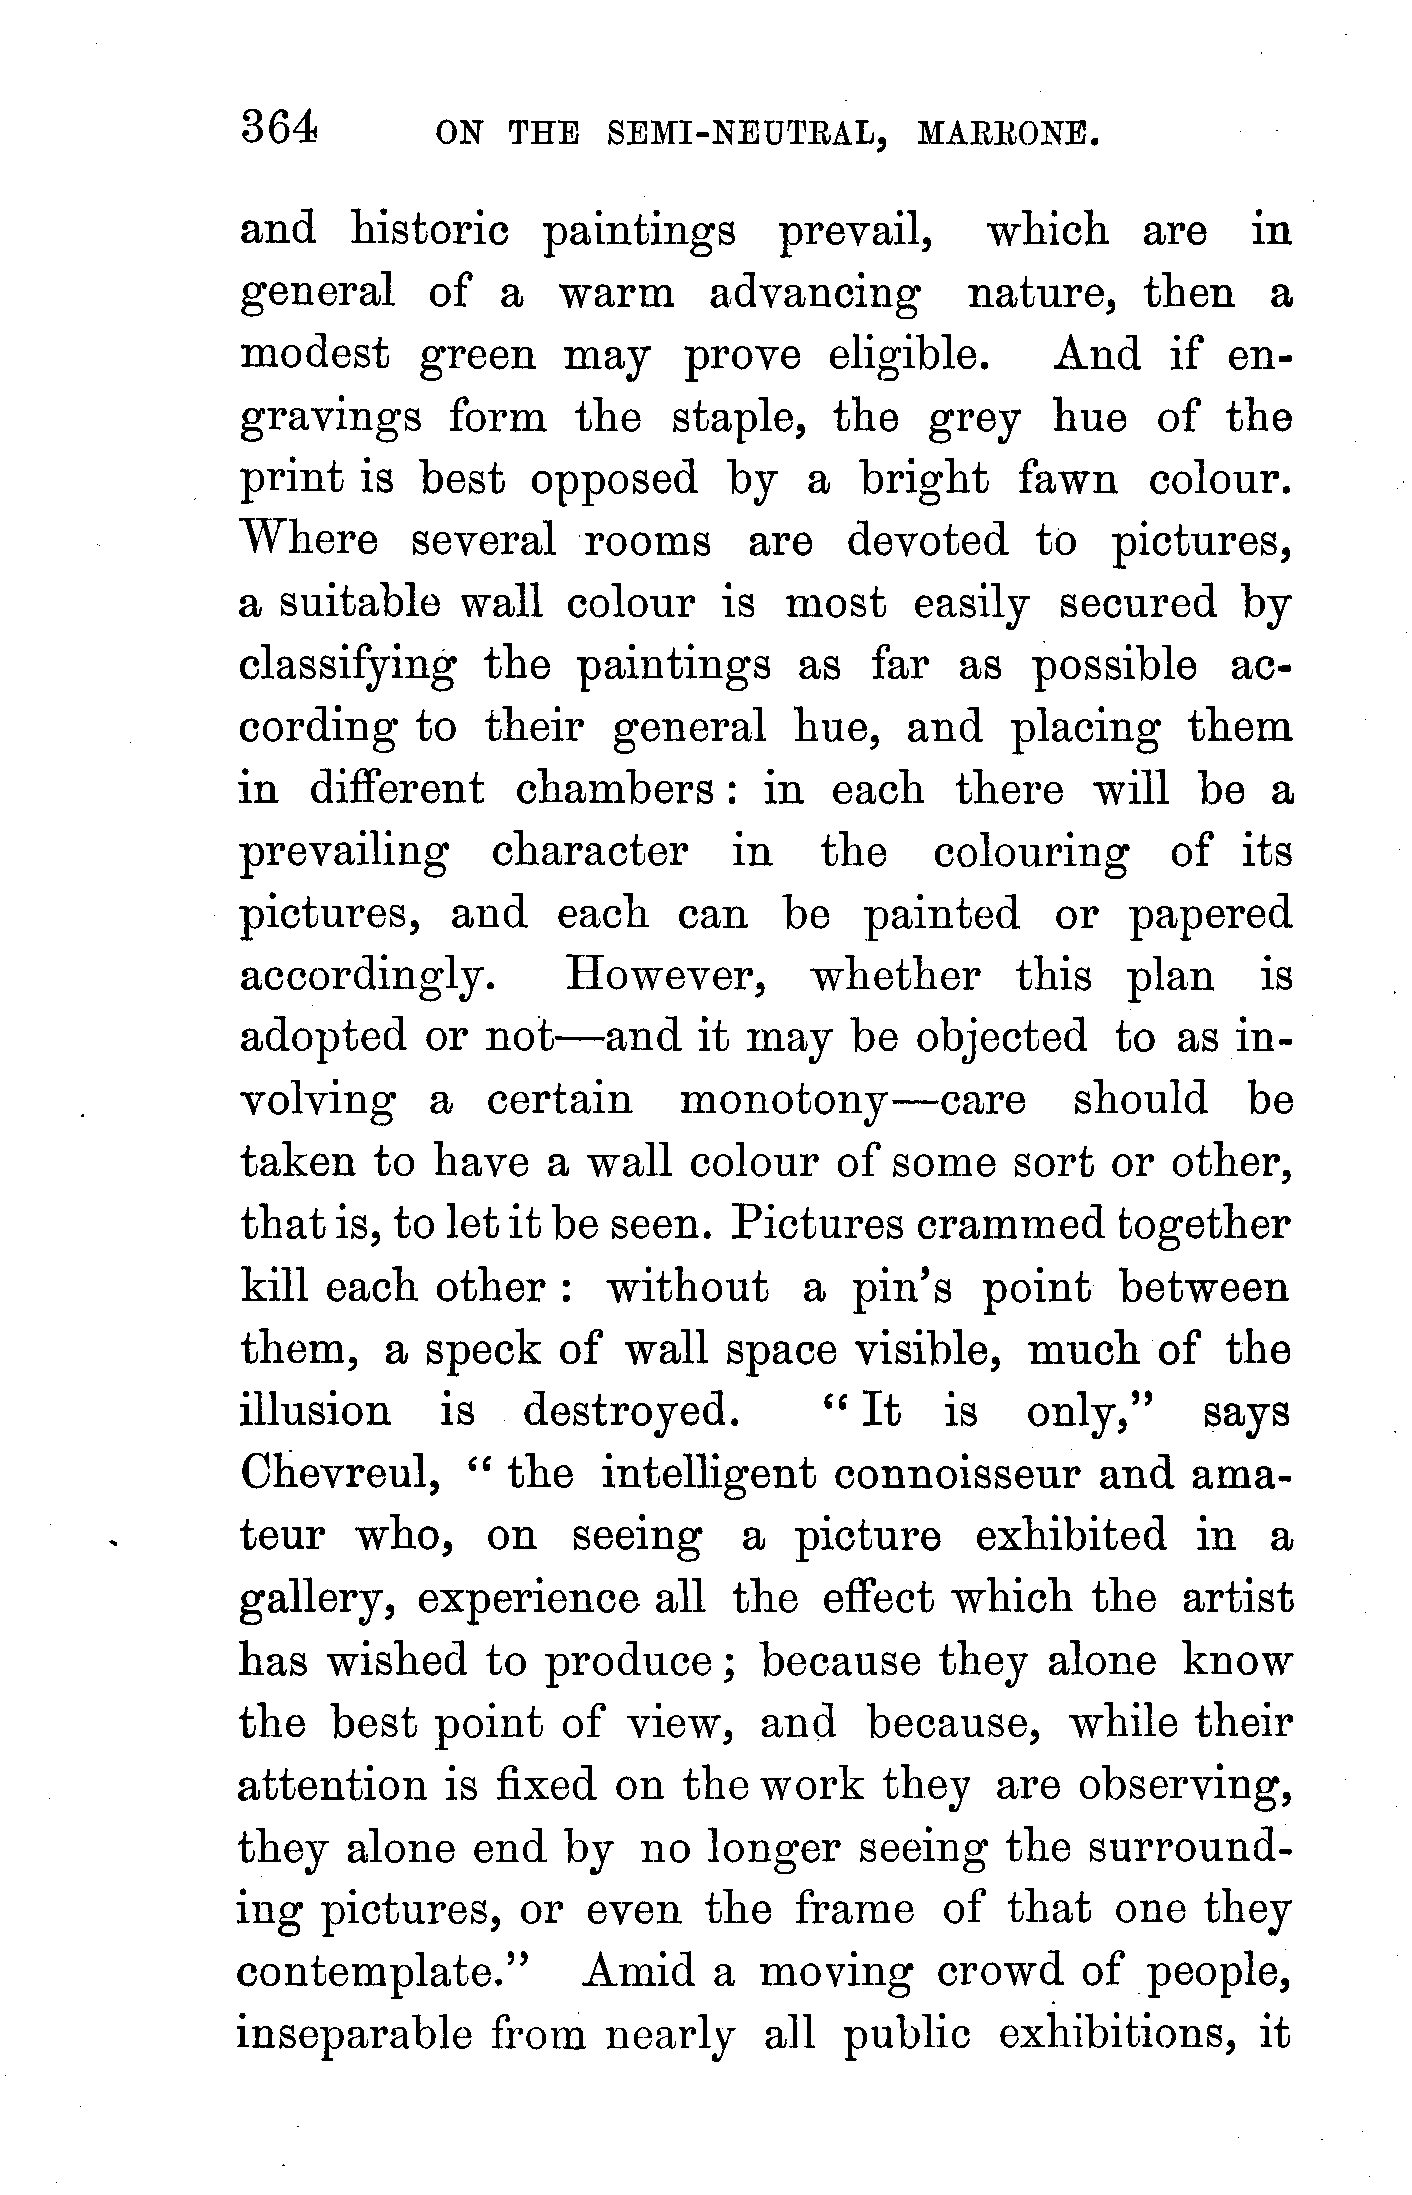 364 ON THE SEMI-NEUTRAL, MARRONE.
and historic paintings prevail, which are in
general of a warm advancing nature, then a
modest green may prove eligible. And if en-
gravings form the staple, the grey hue of the
print is best opposed by a bright fawn colour.
Where several rooms are devoted to pictures,
a suitable wall colour is most easily secured by
classifying the paintings as far as possible ac-
cording to their general hue, and placing them
in different chambers : in each there will be a
prevailing character in the colouring of its
pictures, and each can be painted or papered
accordingly. However, whether this plan is
adopted or not—and it may be objected to as in-
volving a certain monotony—care should be
taken to have a wall colour of some sort or other,
that is, to let it be seen. Pictures crammed together
kill each other : without a pin's point between
them, a speck of wall space visible, much of the
illusion is destroyed. “ It is only,” says
Chevreul, “ the intelligent connoisseur and ama-
teur who, on seeing a picture exhibited in a
gallery, experience all the effect which the artist
has wished to produce ; because they alone know
the best point of view, and because, while their
attention is fixed on the work they are observing,
they alone end by no longer seeing the surround-
ing pictures, or even the frame of that one they
contemplate.” Amid a moving crowd of people,
inseparable from nearly all public exhibitions, it